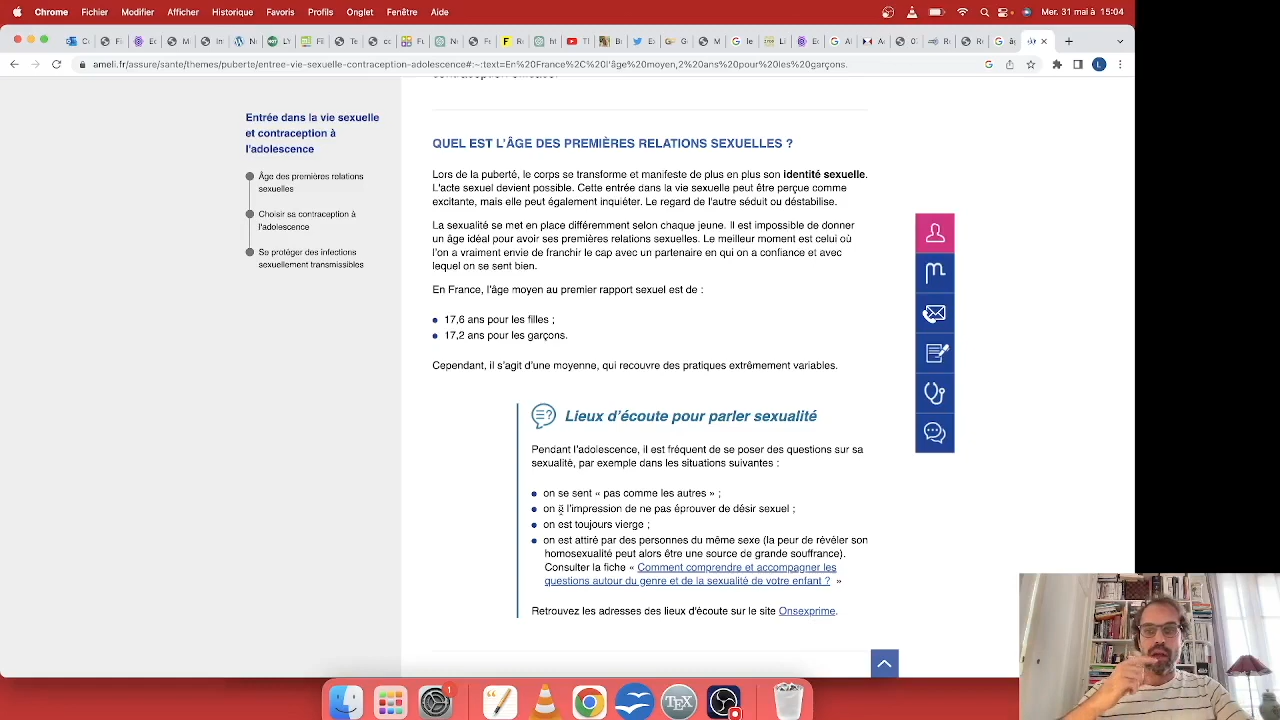 Chrome Fichier Modifier Afficher Historique Favoris Profils Onglet Fenêtre Aide
Mer. 31 mai à 15:04
ameli.fr/assure/sante/themes/puberte/entree-vie-sexuelle-contraception-adolescence#:~:text=En%20France%2C%20l'âge%20moyen,2%20ans%20pour%20les%20garçons.
Entrée dans la vie sexuelle
et contraception à
l'adolescence
Âge des premières relations
sexuelles
Choisir sa contraception à
l'adolescence
Se protéger des infections
sexuellement transmissibles
QUEL EST L'ÂGE DES PREMIÈRES RELATIONS SEXUELLES ?
Lors de la puberté, le corps se transforme et manifeste de plus en plus son identité sexuelle.
L'acte sexuel devient possible. Cette entrée dans la vie sexuelle peut être perçue comme
excitante, mais elle peut également inquiéter. Le regard de l'autre séduit ou déstabilise.
La sexualité se met en place différemment selon chaque jeune. Il est impossible de donner
un âge idéal pour avoir ses premières relations sexuelles. Le meilleur moment est celui où
l'on a vraiment envie de franchir le cap avec un partenaire en qui on a confiance et avec
lequel on se sent bien.
En France, l'âge moyen au premier rapport sexuel est de :
17,6 ans pour les filles ;
17,2 ans pour les garçons.
Cependant, il s'agit d'une moyenne, qui recouvre des pratiques extrêmement variables.
Lieux d'écoute pour parler sexualité
Pendant l'adolescence, il est fréquent de se poser des questions sur sa
sexualité, par exemple dans les situations suivantes :
on se sent « pas comme les autres » ;
on a l'impression de ne pas éprouver de désir sexuel ;
on est toujours vierge ;
on est attiré par des personnes du même sexe (la peur de révéler son
homosexualité peut alors être une source de grande souffrance).
Consulter la fiche « Comment comprendre et accompagner les
questions autour du genre et de la sexualité de votre enfant ? »
Retrouvez les adresses des lieux d'écoute sur le site Onsexprime.
TEX